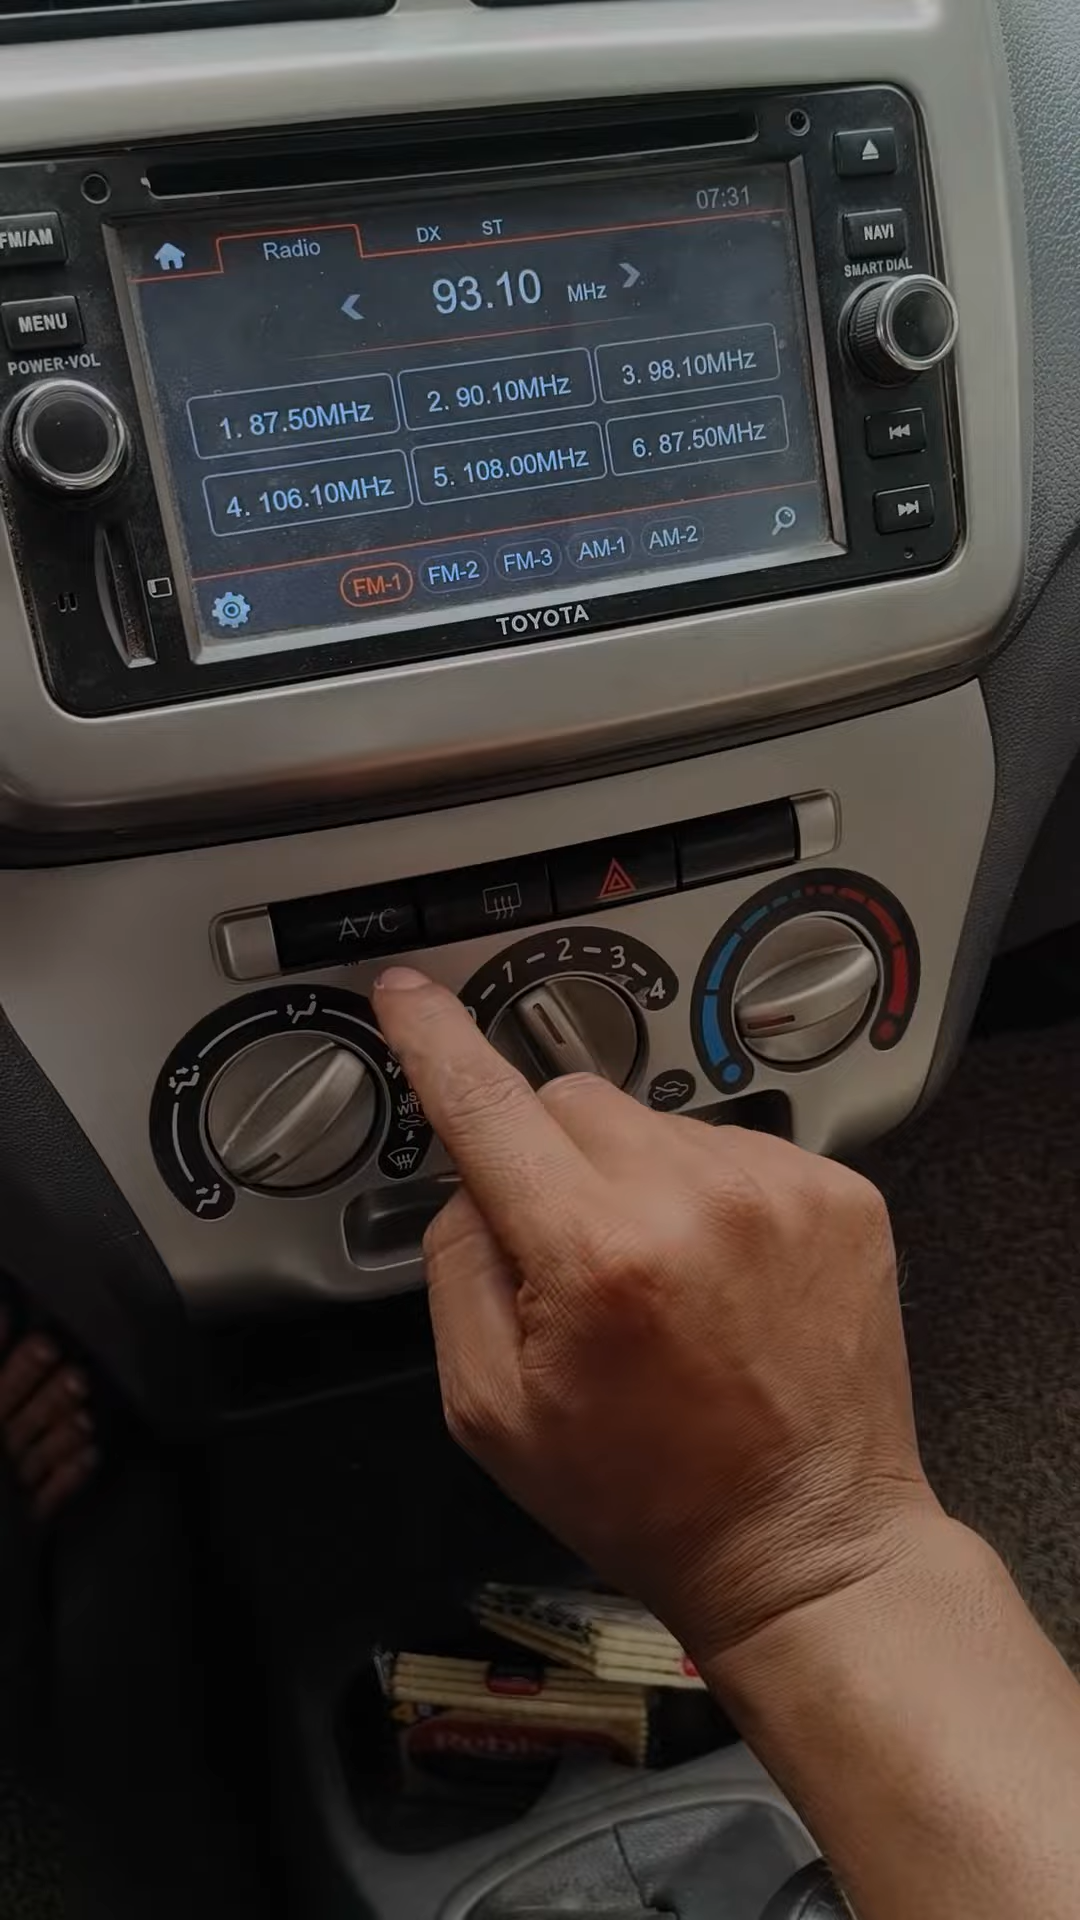 07:31
FM/AM
Radio
DX
ST
NAVI
SMART DIAL
93.10 MHz
MENU
POWER·VOL
1. 87.50MHz
2. 90.10MHz
3. 98.10MHz
4. 106.10MHz
5. 108.00MHz
6. 87.50MHz
FM-1
FM-2
FM-3
AM-1
AM-2
TOYOTA
A/C
1
2
3
4
US
WIT